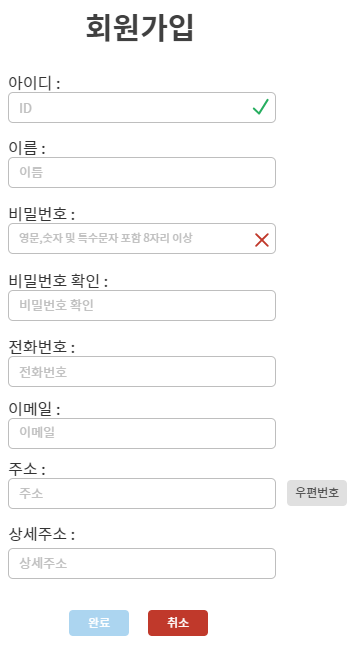 회원가입
아이디 :
ID
이름 :
이름
비밀번호 :
영문,숫자 및 특수문자 포함 8자리 이상
비밀번호 확인 :
비밀번호 확인
전화번호 :
전화번호
이메일 :
이메일
주소 :
주소 우편번호
상세주소 :
상세주소
완료 취소